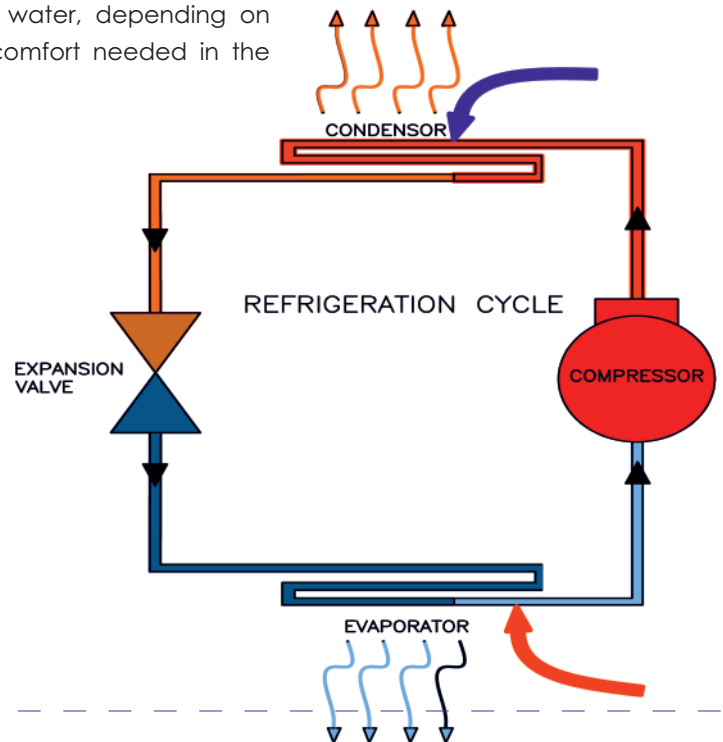 water, depending on
comfort needed in the
CONDENSOR
REFRIGERATION CYCLE
EXPANSION
VALVE
COMPRESSOR
EVAPORATOR